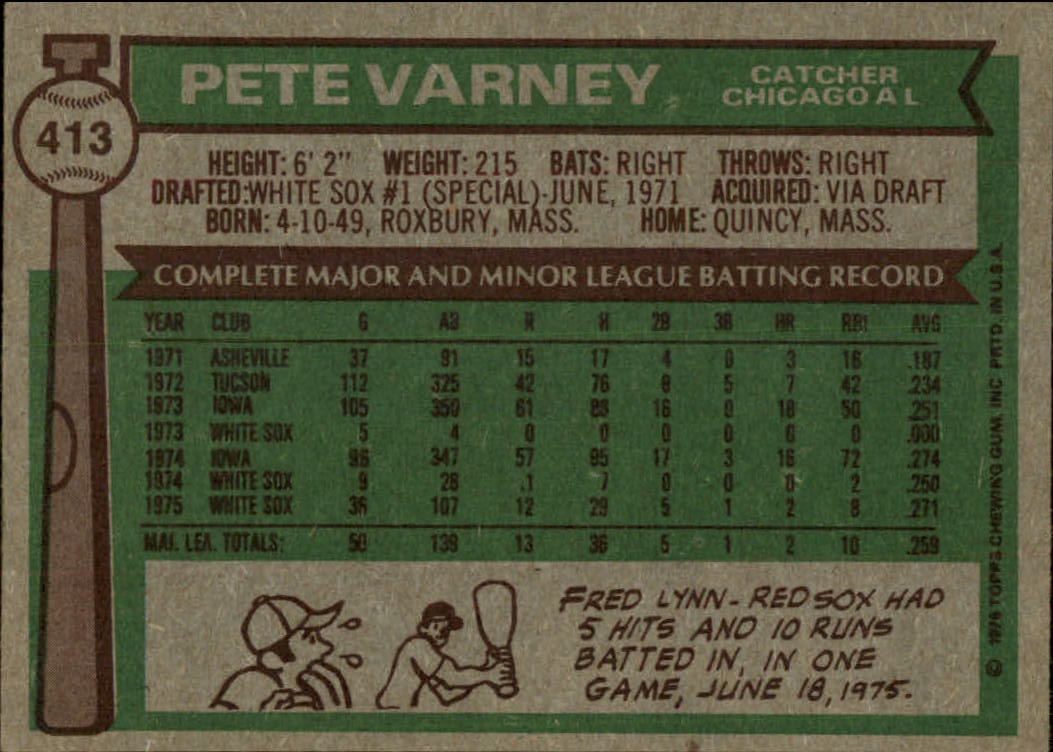 413
PETE VARNEY
CATCHER
CHICAGO A L
HEIGHT: 6' 2" WEIGHT: 215 BATS: RIGHT THROWS: RIGHT
DRAFTED: WHITE SOX #1 (SPECIAL)-JUNE, 1971 ACQUIRED: VIA DRAFT
BORN: 4-10-49, ROXBURY, MASS. HOME: QUINCY, MASS.
COMPLETE MAJOR AND MINOR LEAGUE BATTING RECORD
YEAR CLUB G AB R H 2B 3B HR RBI AVG
1971 ASHEVILLE 37 91 15 17 4 0 3 16 .187
1972 TUCSON 112 325 42 76 8 5 7 42 .234
1973 IOWA 105 350 61 88 16 0 18 50 .251
1973 WHITE SOX 5 4 0 0 0 0 0 0 .000
1974 IOWA 96 347 57 95 17 3 16 72 .274
1974 WHITE SOX 9 28 1 7 0 0 0 2 .250
1975 WHITE SOX 36 107 12 29 5 1 2 8 .271
MAJ. LEA. TOTALS: 50 139 13 36 5 1 2 10 .259
FRED LYNN-RED SOX HAD
5 HITS AND 10 RUNS
BATTED IN, IN ONE
GAME, JUNE 18, 1975.
© 1976 TOPPS CHEWING GUM, INC. PRTD. IN U.S.A.